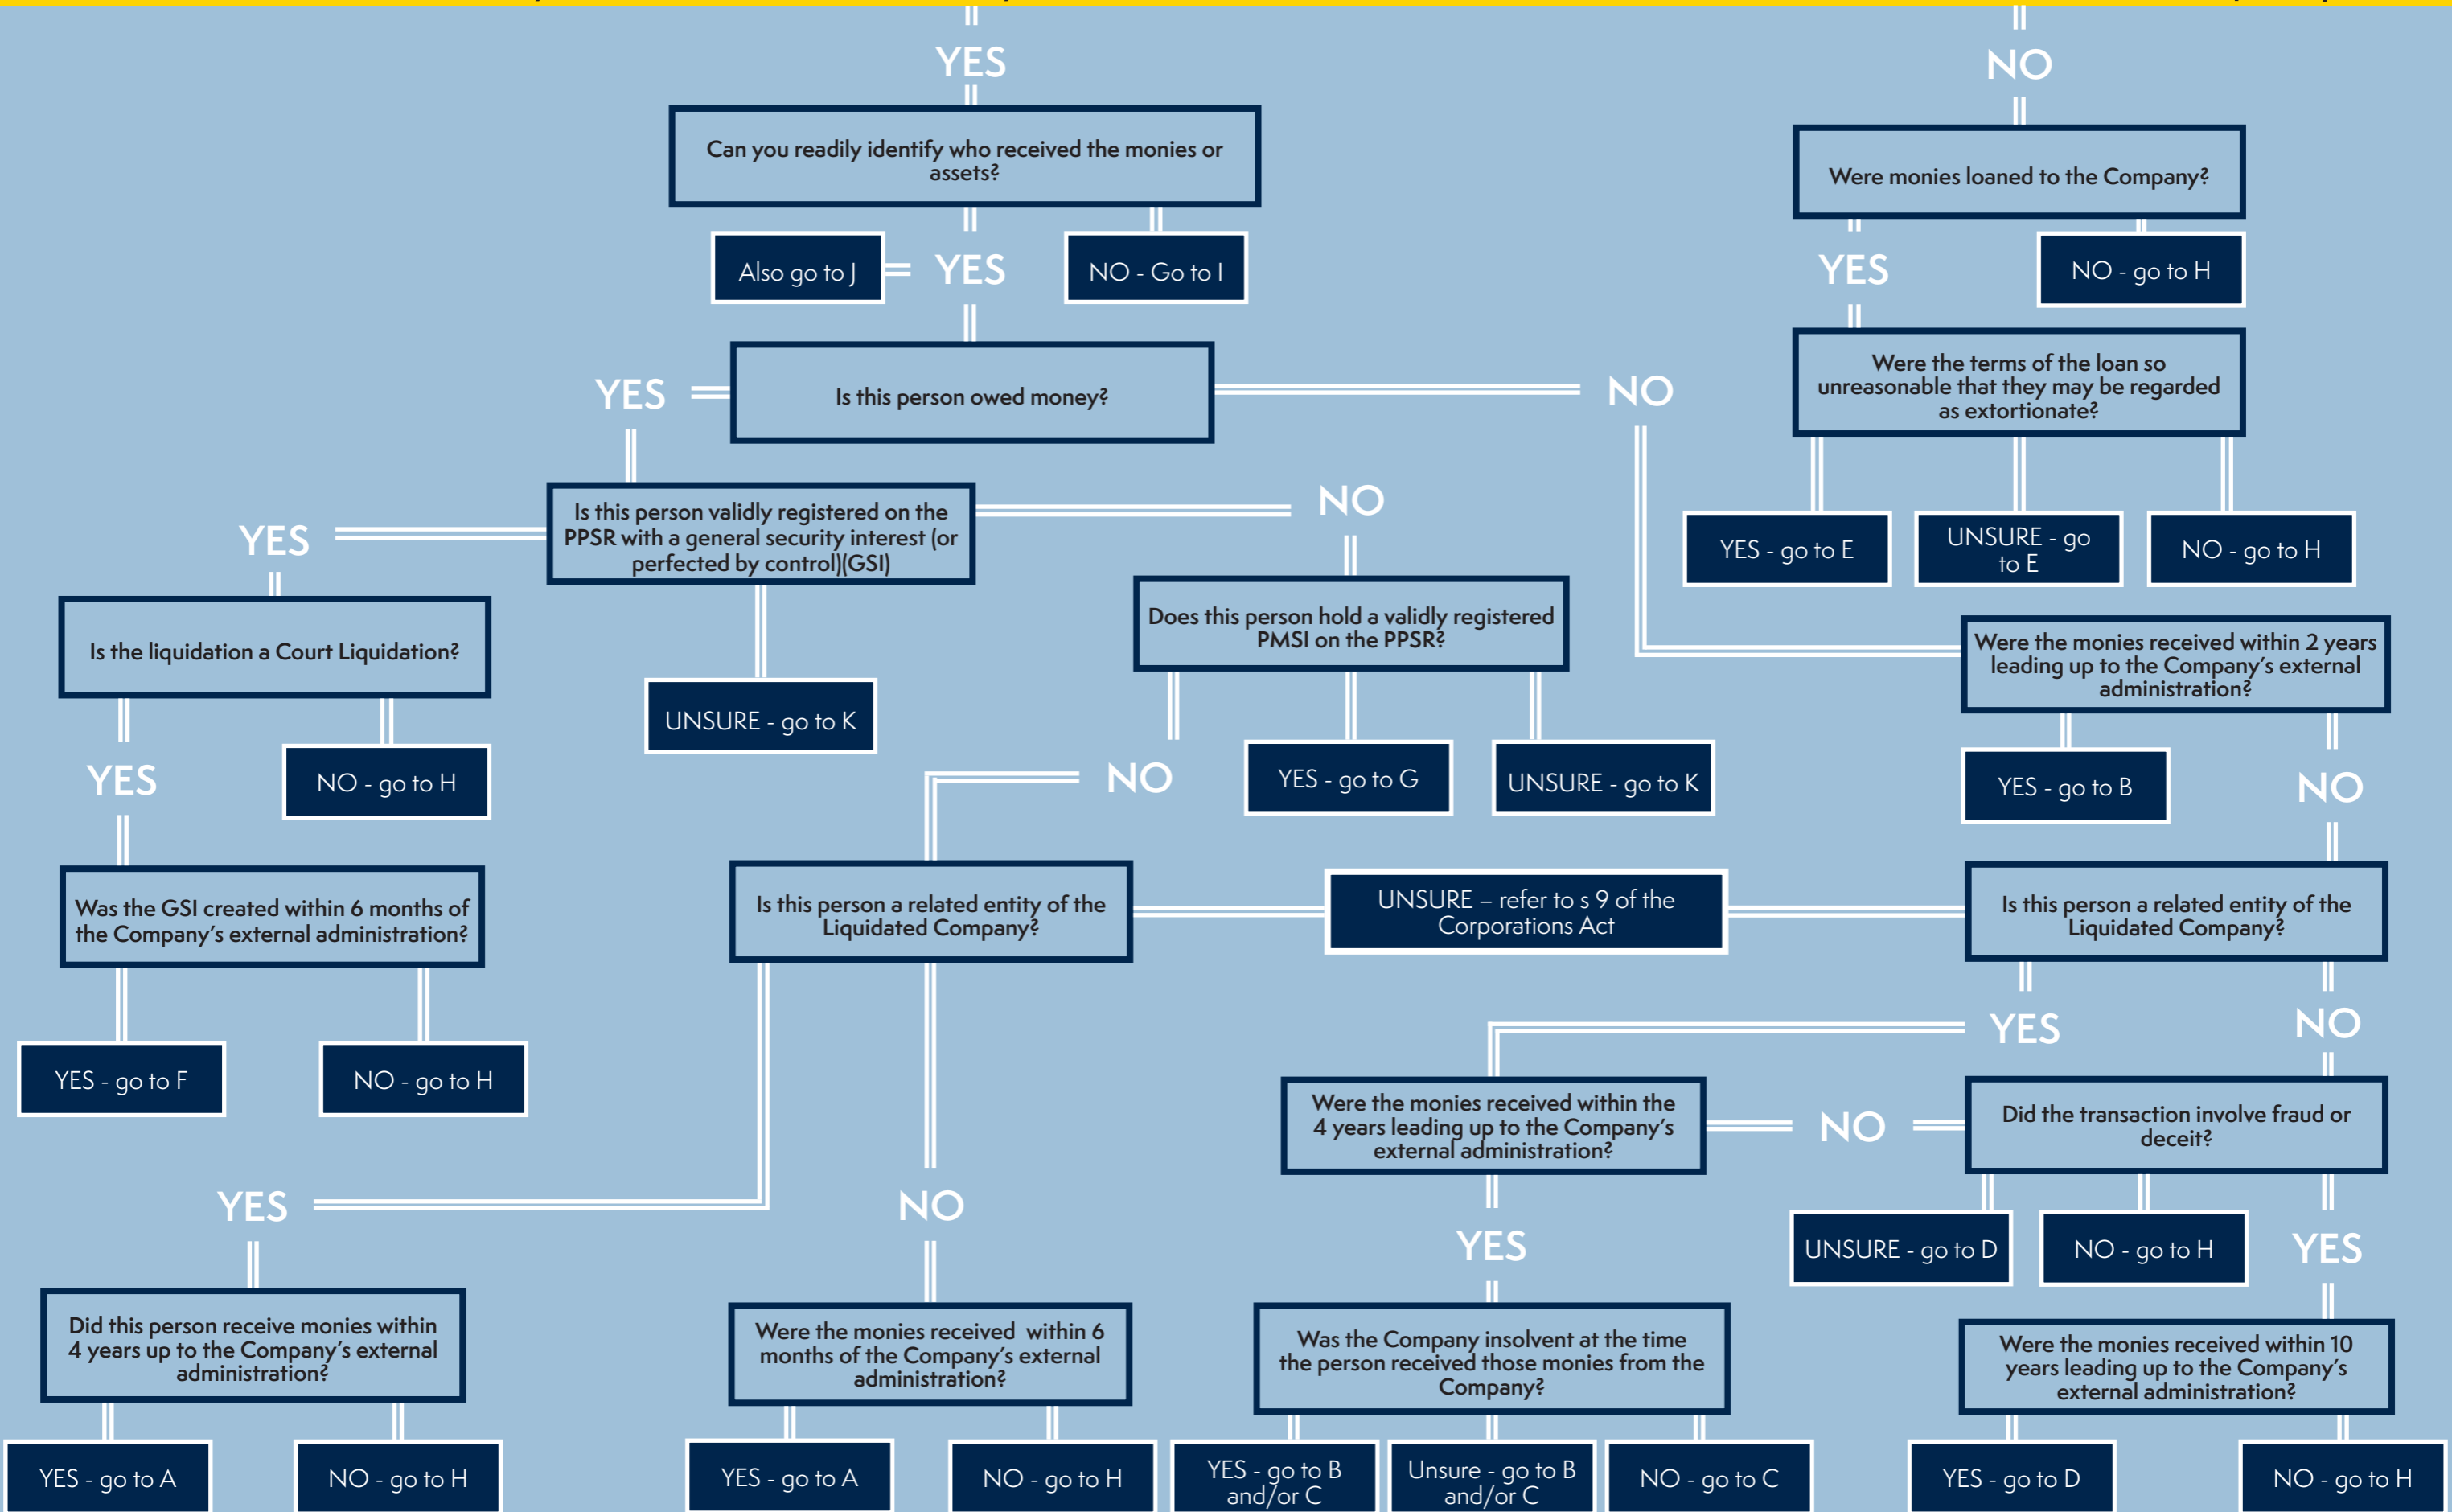 YES
NO
Can you readily identify who received the monies or
assets?
Were monies loaned to the Company?
Also go to J
YES
NO - Go to I
YES
NO - go to H
Is this person owed money?
YES
NO
Were the terms of the loan so
unreasonable that they may be regarded
as extortionate?
YES - go to E
UNSURE - go
to E
NO - go to H
Is this person validly registered on the
PPSR with a general security interest (or
perfected by control)(GSI)
YES
NO
UNSURE - go to K
Is the liquidation a Court Liquidation?
Does this person hold a validly registered
PMSI on the PPSR?
Were the monies received within 2 years
leading up to the Company's external
administration?
YES
NO - go to H
NO
YES - go to G
UNSURE - go to K
YES - go to B
NO
Was the GSI created within 6 months of
the Company's external administration?
Is this person a related entity of the
Liquidated Company?
UNSURE – refer to s 9 of the
Corporations Act
Is this person a related entity of the
Liquidated Company?
YES - go to F
NO - go to H
YES
NO
Were the monies received within the
4 years leading up to the Company's
external administration?
NO
Did the transaction involve fraud or
deceit?
YES
NO
YES
UNSURE - go to D
NO - go to H
YES
Did this person receive monies within
4 years up to the Company's external
administration?
Were the monies received within 6
months of the Company's external
administration?
Was the Company insolvent at the time
the person received those monies from the
Company?
Were the monies received within 10
years leading up to the Company's
external administration?
YES - go to A
NO - go to H
YES - go to A
NO - go to H
YES - go to B
and/or C
Unsure - go to B
and/or C
NO - go to C
YES - go to D
NO - go to H